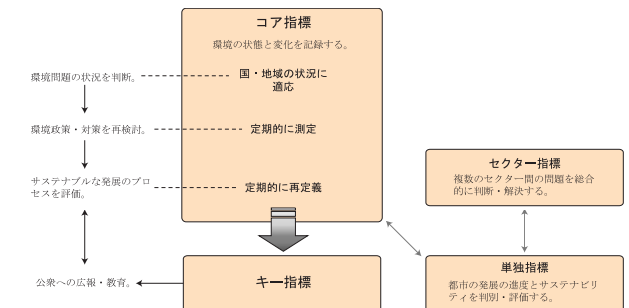 コア指標
環境の状態と変化を記録する。
環境問題の状況を判断。
国・地域の状況に
適応
環境政策・対策を再検討。
定期的に測定
サステナブルな発展のプロ
セスを評価。
定期的に再定義
セクター指標
複数のセクター間の問題を総合
的に判断・解決する。
公衆への広報・教育。
キー指標
単独指標
都市の発展の進度とサステナビリ
ティを判別・評価する。